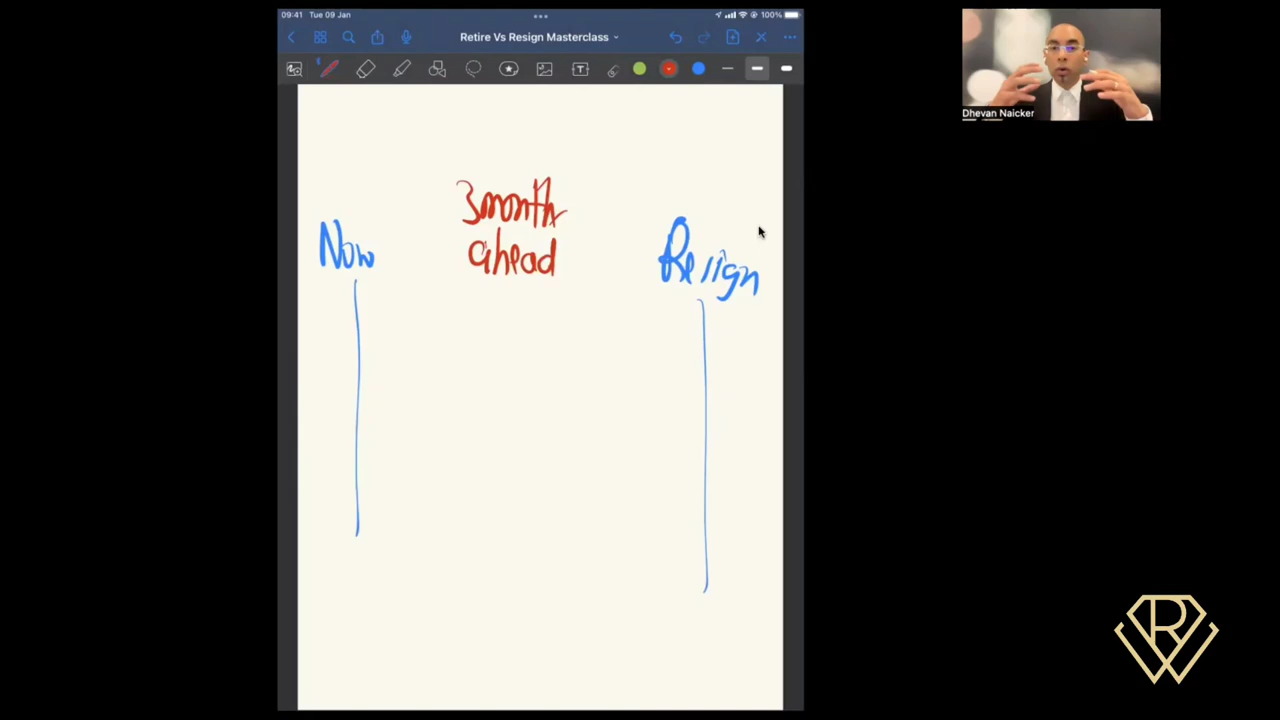 09:41 Tue 09 Jan
100%
Retire Vs Resign Masterclass
Dhevan Naicker
3month
ahead
Now
Resign